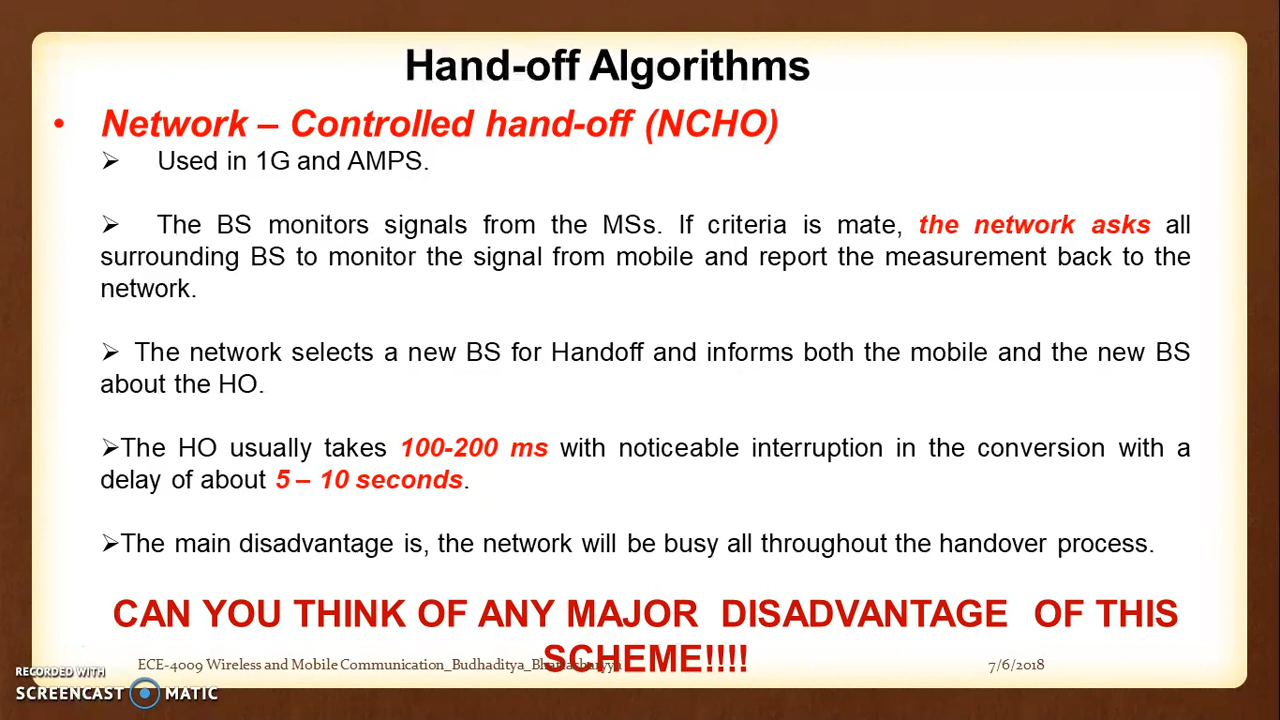 Hand-off Algorithms
• Network – Controlled hand-off (NCHO)
➢ Used in 1G and AMPS.
➢ The BS monitors signals from the MSs. If criteria is mate, the network asks all
surrounding BS to monitor the signal from mobile and report the measurement back to the
network.
➢ The network selects a new BS for Handoff and informs both the mobile and the new BS
about the HO.
➢The HO usually takes 100-200 ms with noticeable interruption in the conversion with a
delay of about 5 – 10 seconds.
➢The main disadvantage is, the network will be busy all throughout the handover process.
CAN YOU THINK OF ANY MAJOR DISADVANTAGE OF THIS
SCHEME!!!!
ECE-4009 Wireless and Mobile Communication_Budhaditya_Bhattacharyya
7/6/2018
RECORDED WITH
SCREENCAST MATIC